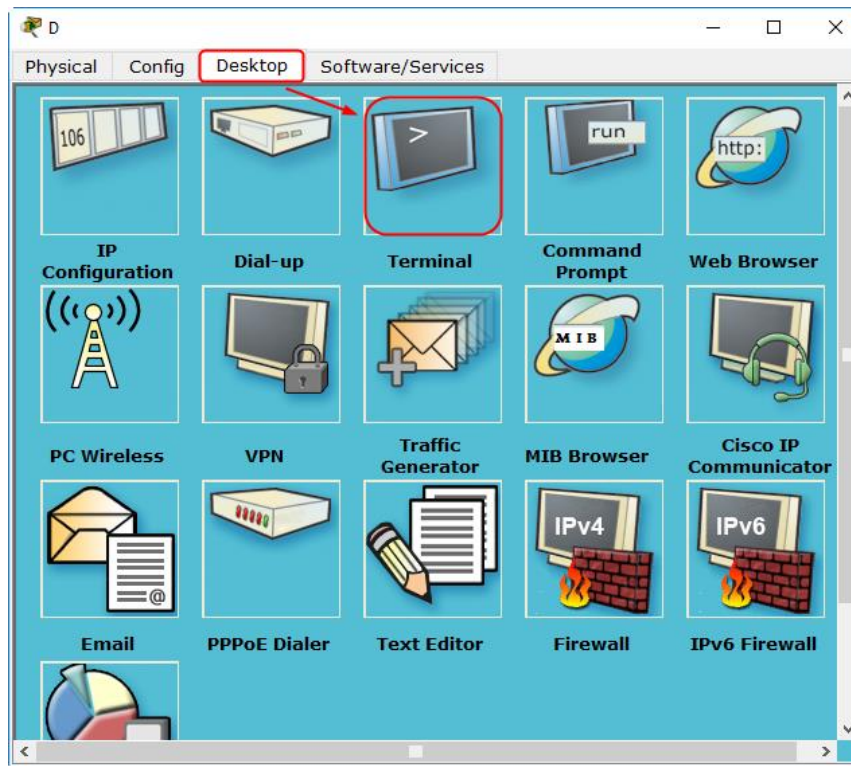 D
Physical Config Desktop Software/Services
106
>
run
http:
IP
Configuration
Dial-up
Terminal
Command
Prompt
Web Browser
MIB
PC Wireless
VPN
Traffic
Generator
MIB Browser
Cisco IP
Communicator
@
IPv4
IPv6
Email
PPPoE Dialer
Text Editor
Firewall
IPv6 Firewall